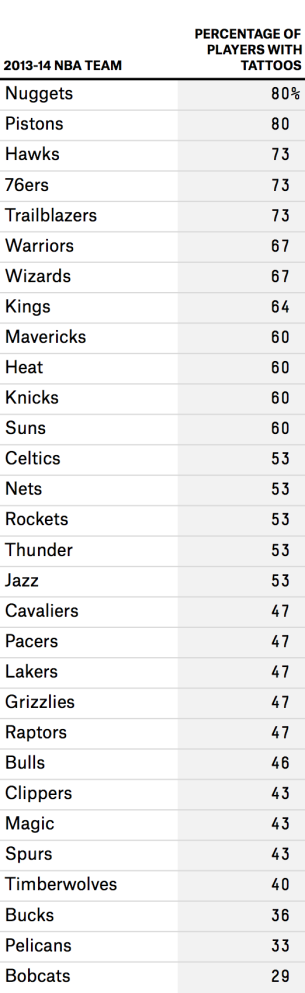 PERCENTAGE OF
PLAYERS WITH
2013-14 NBA TEAM TATTOOS
Nuggets 80%
Pistons 80
Hawks 73
76ers 73
Trailblazers 73
Warriors 67
Wizards 67
Kings 64
Mavericks 60
Heat 60
Knicks 60
Suns 60
Celtics 53
Nets 53
Rockets 53
Thunder 53
Jazz 53
Cavaliers 47
Pacers 47
Lakers 47
Grizzlies 47
Raptors 47
Bulls 46
Clippers 43
Magic 43
Spurs 43
Timberwolves 40
Bucks 36
Pelicans 33
Bobcats 29